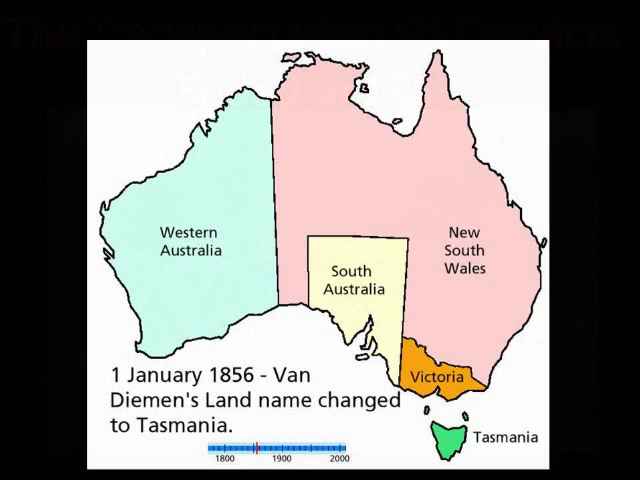 Western
Australia
New
South
Wales
South
Australia
1 January 1856 - Van
Diemen's Land name changed
to Tasmania.
Victoria
Tasmania
1800 1900 2000